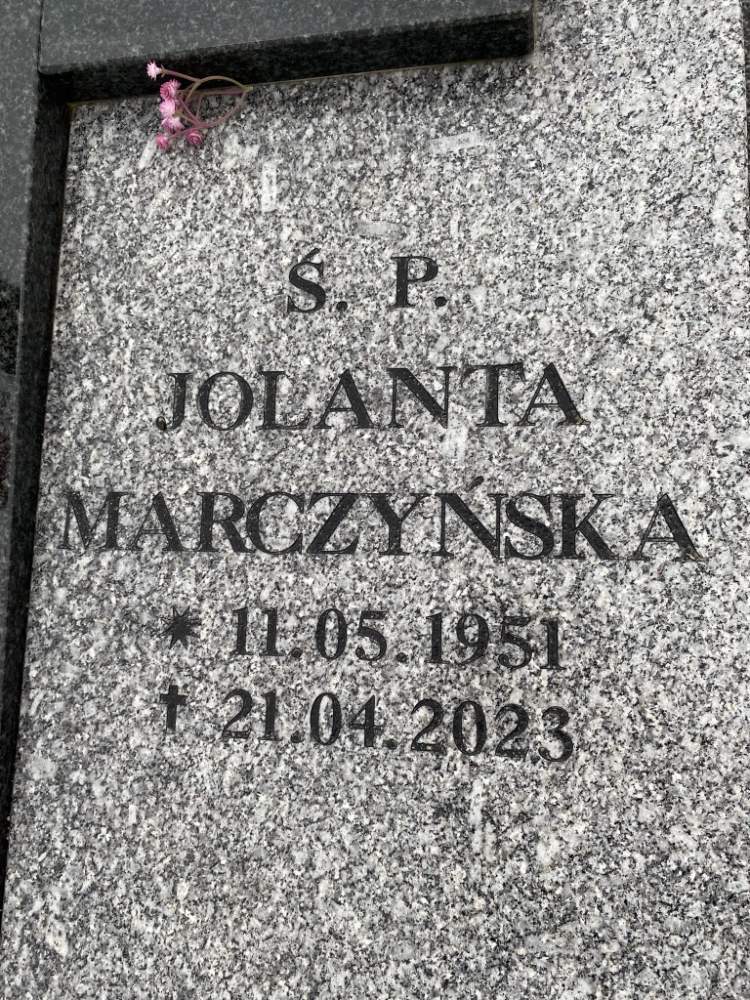 Ś. P.
JOLANTA
MARCZYŃSKA
* 11.05.1951
† 21.04.2023